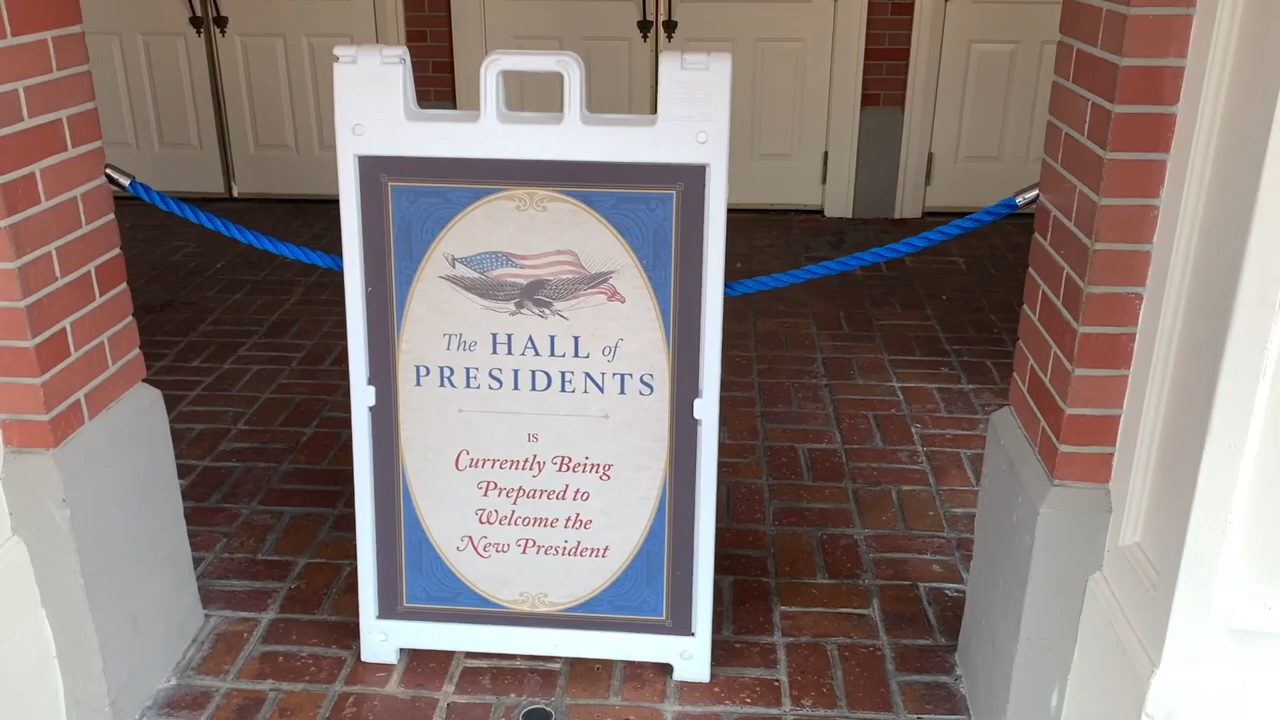 The HALL of
PRESIDENTS
IS
Currently Being
Prepared to
Welcome the
New President